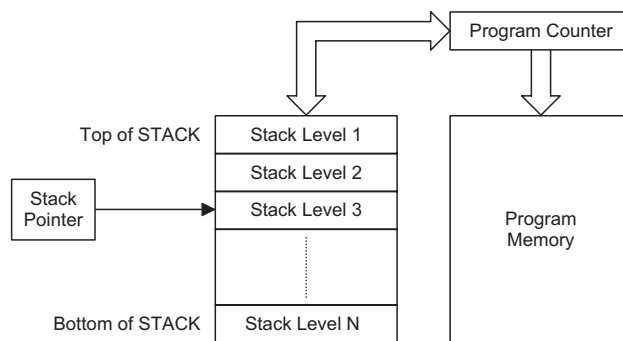 Program Counter
Top of STACK
Stack Level 1
Stack Level 2
Stack
Pointer
Stack Level 3
Program
Memory
Bottom of STACK
Stack Level N